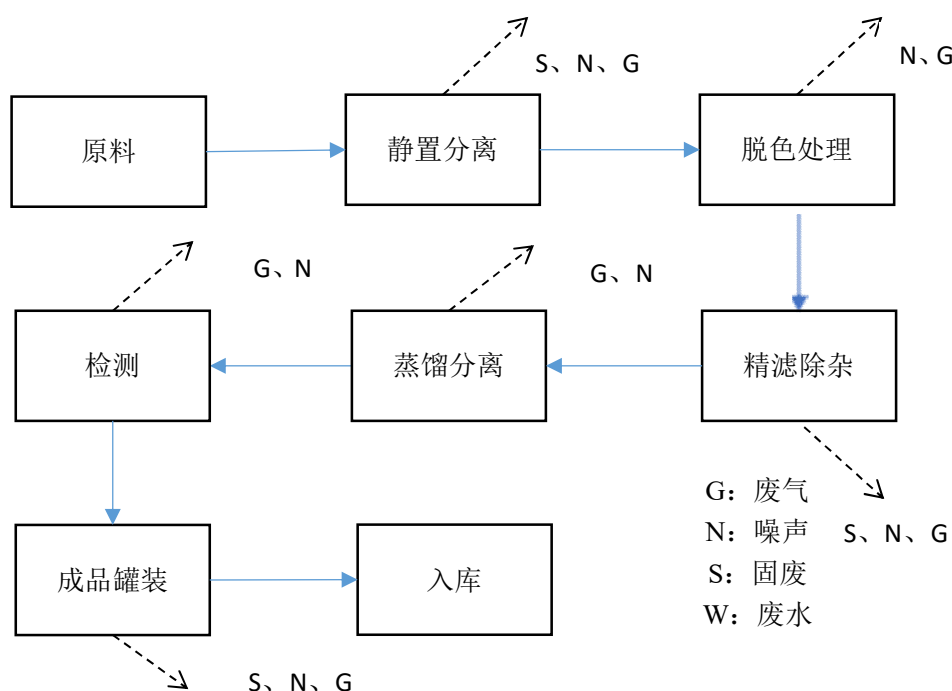 S、N、G
N、G
原料
静置分离
脱色处理
G、N
G、N
检测
蒸馏分离
精滤除杂
G：废气
N：噪声
S、N、G
S：固废
W：废水
成品罐装
入库
S、N、G